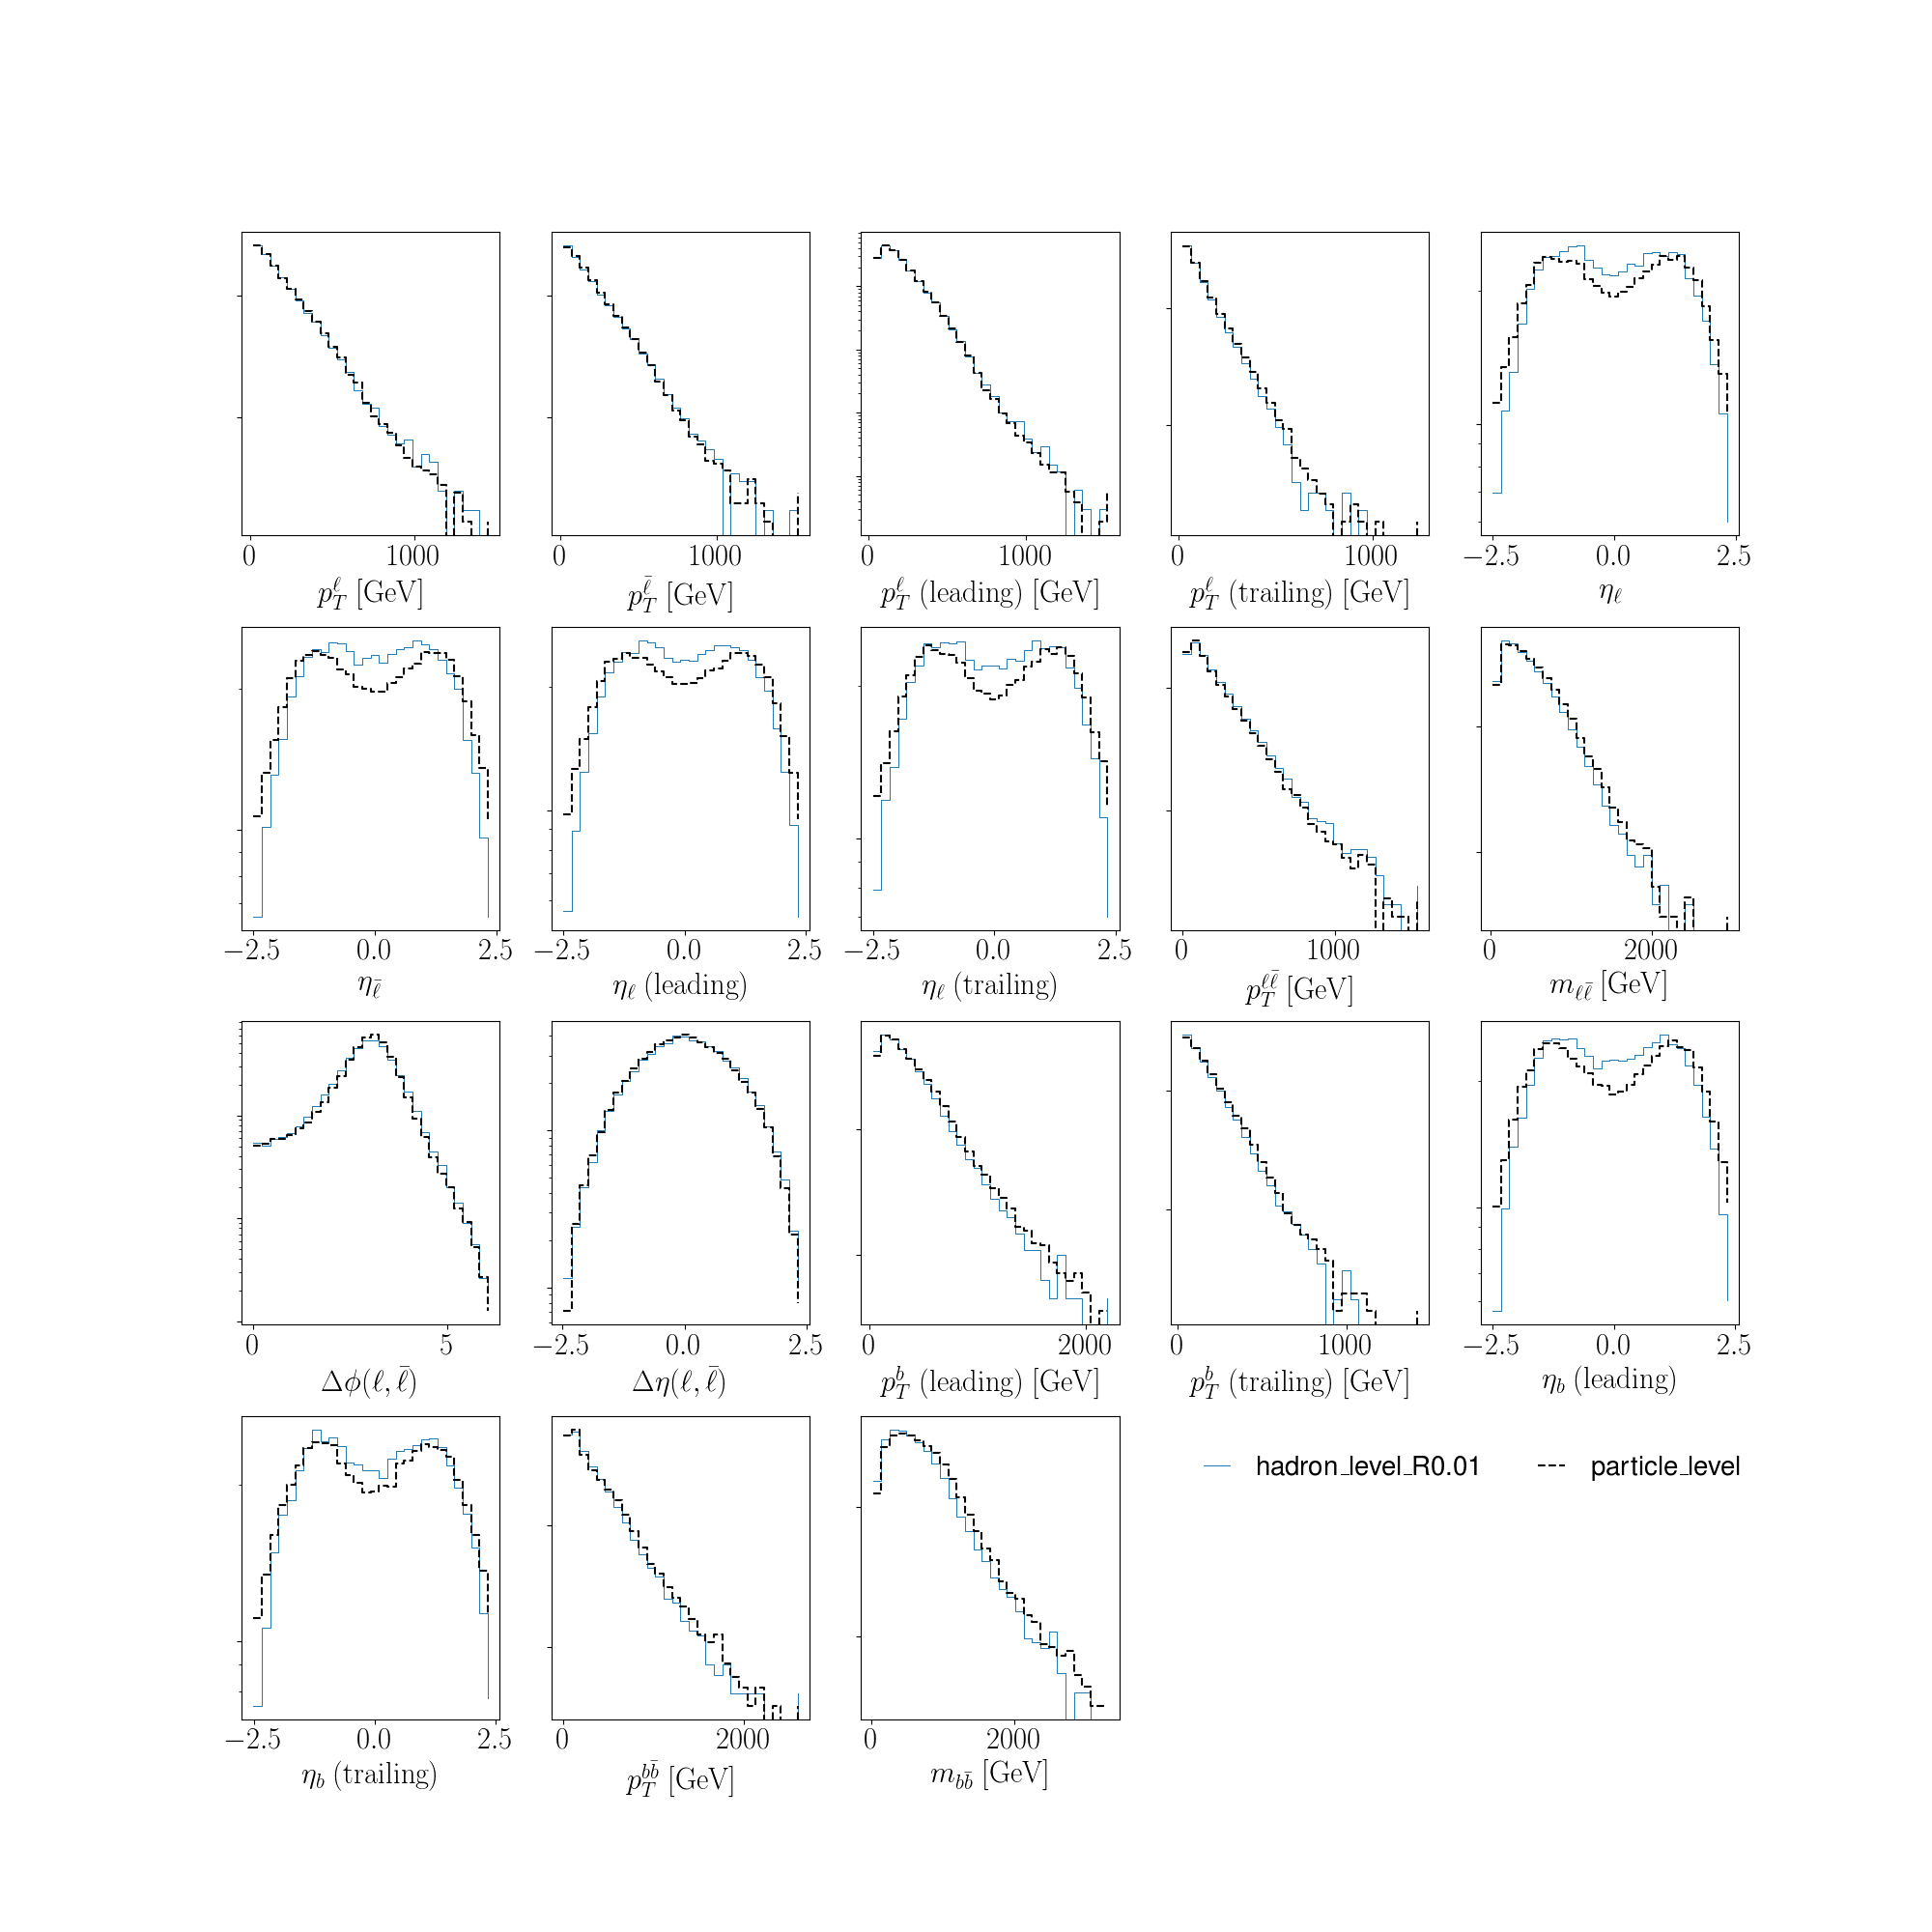 0 1000 0 1000 0 1000 0 1000 −2.5 0.0 2.5
$p_T^{\ell}$ [GeV] $p_T^{\bar{\ell}}$ [GeV] $p_T^{\ell}$ (leading) [GeV] $p_T^{\ell}$ (trailing) [GeV] $\eta_{\ell}$
−2.5 0.0 2.5 −2.5 0.0 2.5 −2.5 0.0 2.5 0 1000 0 2000
$\eta_{\bar{\ell}}$ $\eta_{\ell}$ (leading) $\eta_{\ell}$ (trailing) $p_T^{\ell\bar{\ell}}$ [GeV] $m_{\ell\bar{\ell}}$ [GeV]
0 5 −2.5 0.0 2.5 0 2000 0 1000 −2.5 0.0 2.5
$\Delta\phi(\ell,\bar{\ell})$ $\Delta\eta(\ell,\bar{\ell})$ $p_T^{b}$ (leading) [GeV] $p_T^{b}$ (trailing) [GeV] $\eta_b$ (leading)
hadron_level_R0.01 particle_level
−2.5 0.0 2.5 0 2000 0 2000
$\eta_b$ (trailing) $p_T^{b\bar{b}}$ [GeV] $m_{b\bar{b}}$ [GeV]